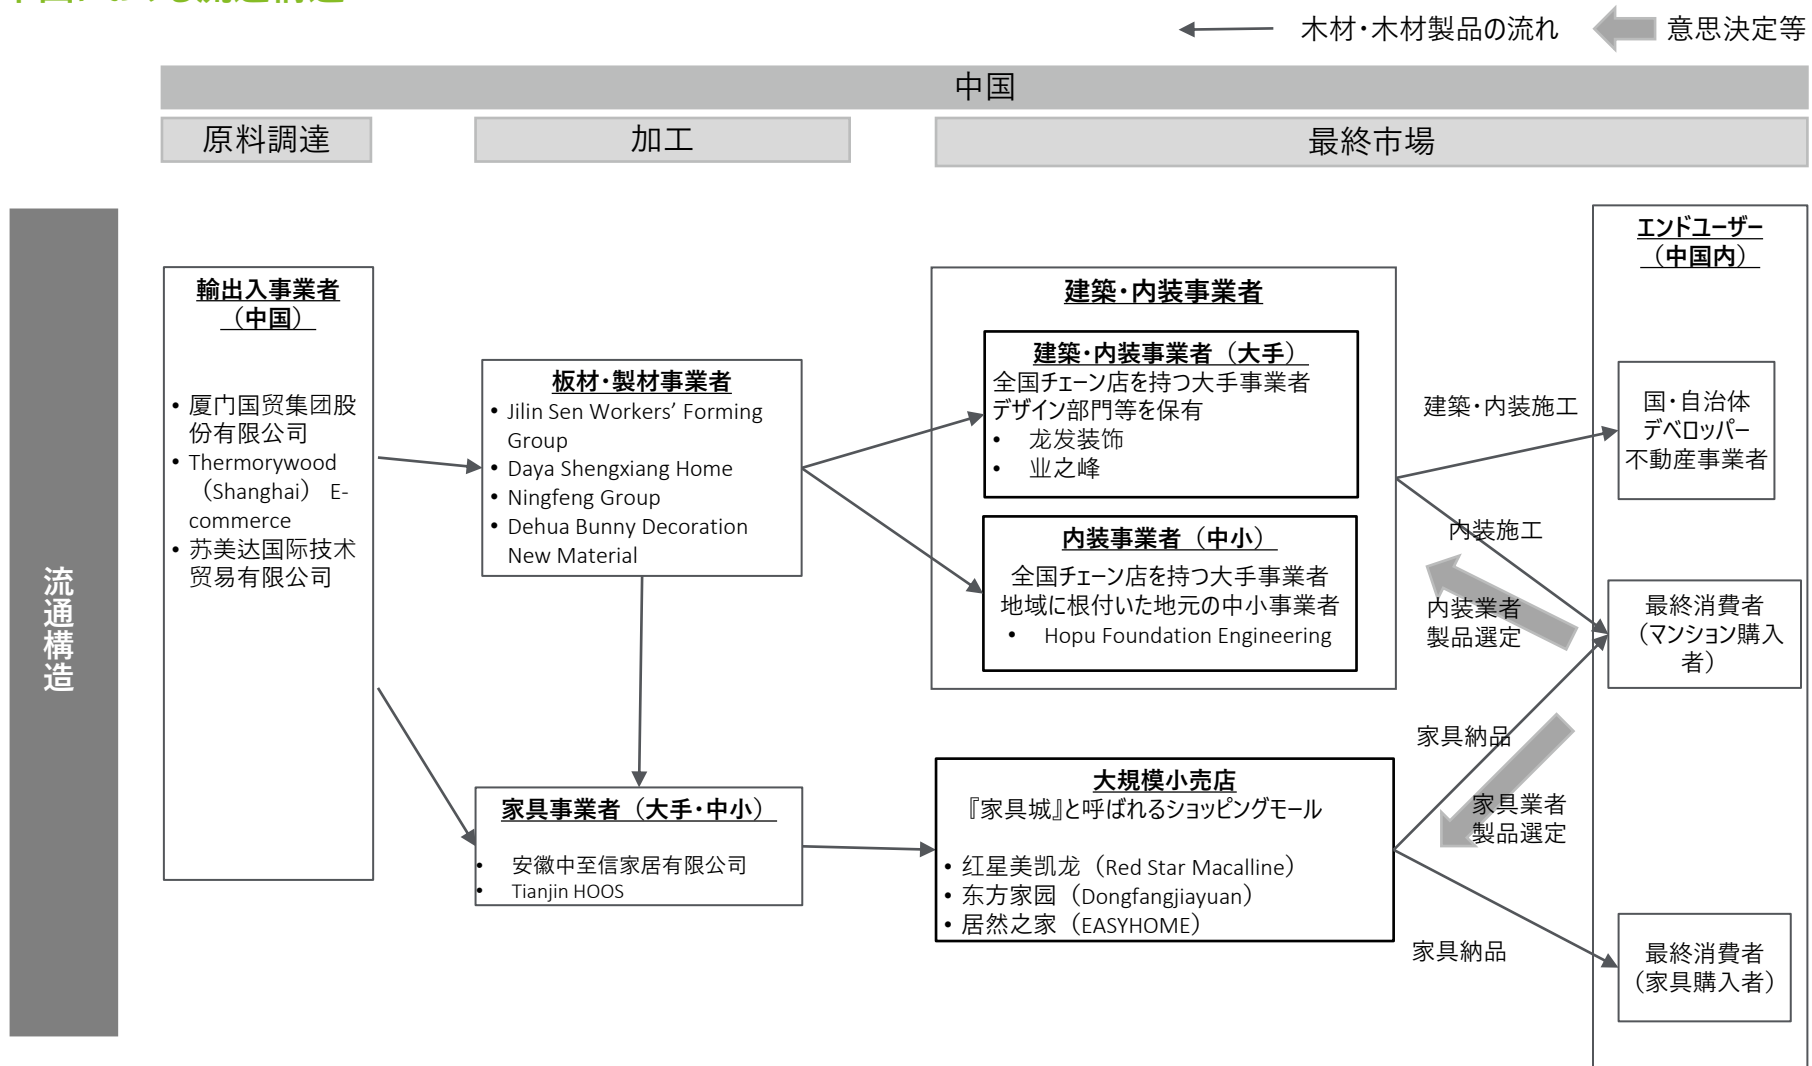 木材・木材製品の流れ
意思決定等
中国
原料調達
加工
最終市場
流通構造
輸出入事業者
（中国）
• 厦门国贸集团股
份有限公司
• Thermorywood
（Shanghai） E-
commerce
• 苏美达国际技术
贸易有限公司
板材・製材事業者
• Jilin Sen Workers’ Forming
Group
• Daya Shengxiang Home
• Ningfeng Group
• Dehua Bunny Decoration
New Material
家具事業者（大手・中小）
• 安徽中至信家居有限公司
• Tianjin HOOS
建築・内装事業者
建築・内装事業者（大手）
全国チェーン店を持つ大手事業者
デザイン部門等を保有
• 龙发装饰
• 业之峰
内装事業者（中小）
全国チェーン店を持つ大手事業者
地域に根付いた地元の中小事業者
• Hopu Foundation Engineering
大規模小売店
『家具城』と呼ばれるショッピングモール
• 红星美凯龙（Red Star Macalline）
• 东方家园（Dongfangjiayuan）
• 居然之家（EASYHOME）
建築・内装施工
内装施工
内装業者
製品選定
家具納品
家具業者
製品選定
家具納品
エンドユーザー
（中国内）
国・自治体
デベロッパー
不動産事業者
最終消費者
（マンション購入
者）
最終消費者
（家具購入者）